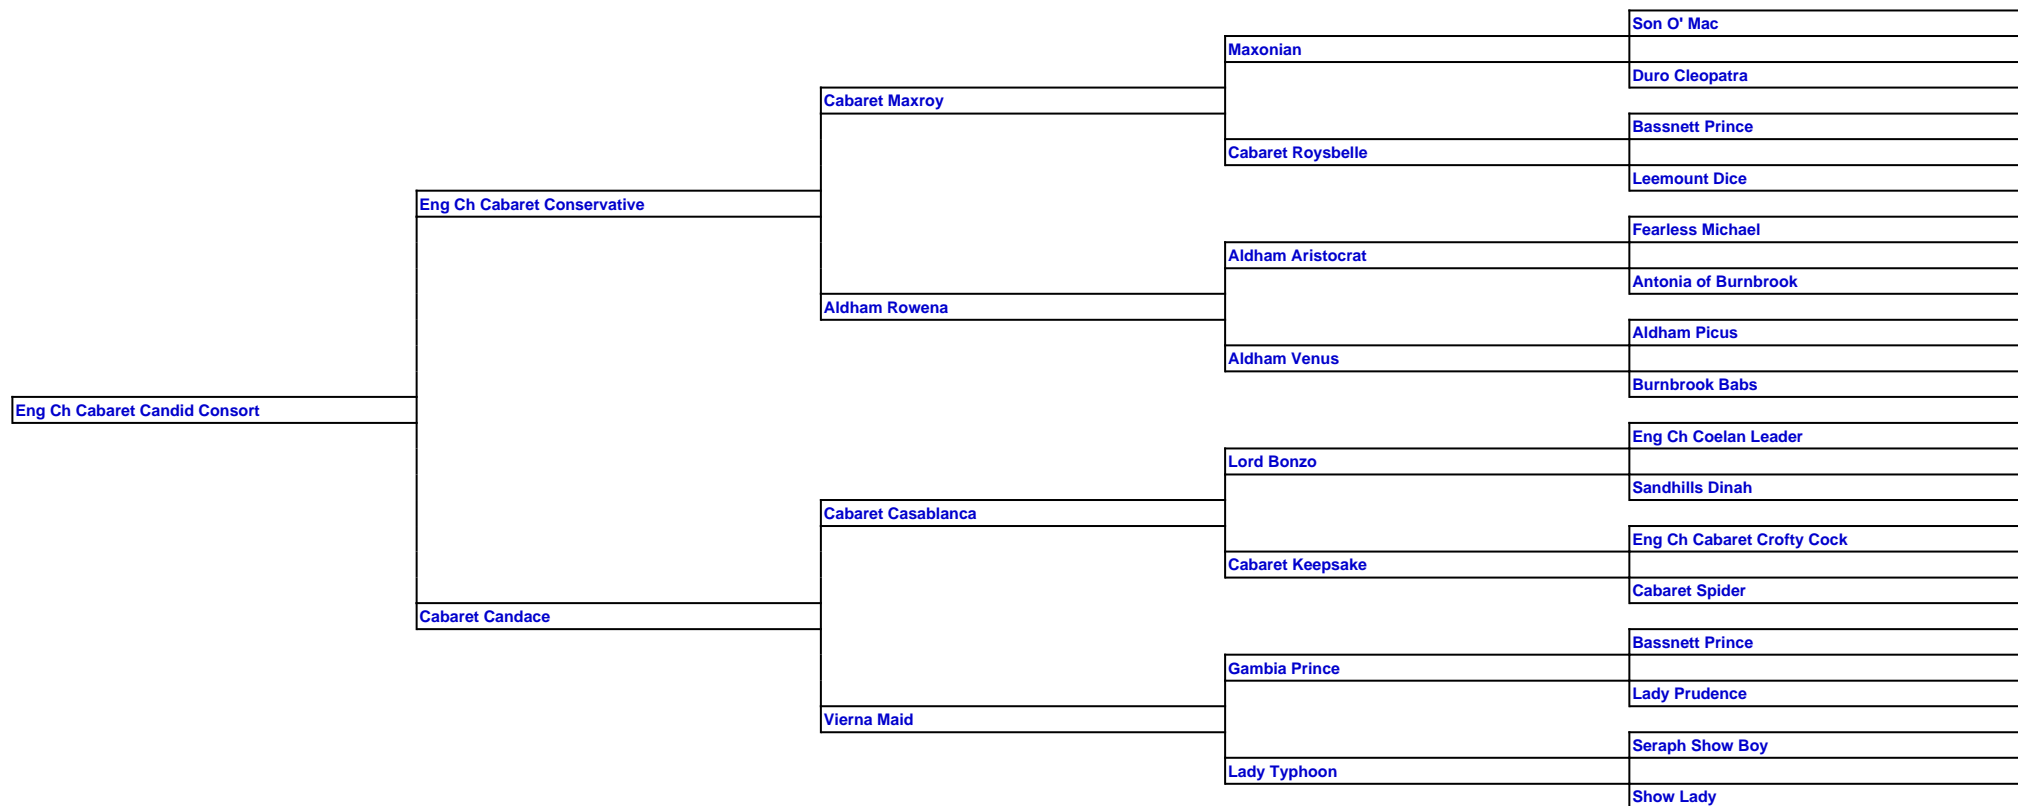 Son O' Mac
Maxonian
Duro Cleopatra
Cabaret Maxroy
Bassnett Prince
Cabaret Roysbelle
Leemount Dice
Eng Ch Cabaret Conservative
Fearless Michael
Aldham Aristocrat
Antonia of Burnbrook
Aldham Rowena
Aldham Picus
Aldham Venus
Burnbrook Babs
Eng Ch Cabaret Candid Consort
Eng Ch Coelan Leader
Lord Bonzo
Sandhills Dinah
Cabaret Casablanca
Eng Ch Cabaret Crofty Cock
Cabaret Keepsake
Cabaret Spider
Cabaret Candace
Bassnett Prince
Gambia Prince
Lady Prudence
Vierna Maid
Seraph Show Boy
Lady Typhoon
Show Lady